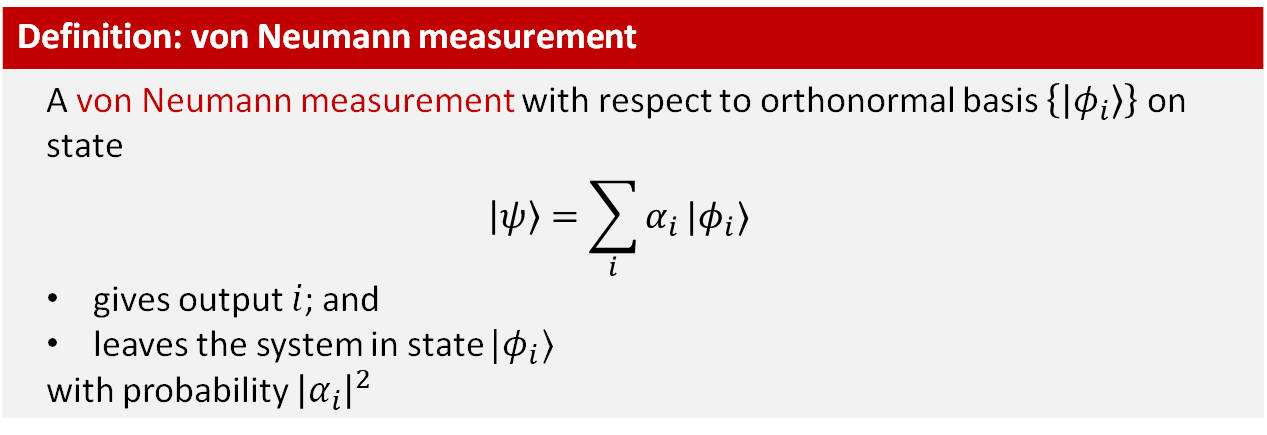 Definition: von Neumann measurement
A von Neumann measurement with respect to orthonormal basis {|ϕᵢ⟩} on
state
|ψ⟩ = ∑ᵢ αᵢ |ϕᵢ⟩
• gives output i; and
• leaves the system in state |ϕᵢ⟩
with probability |αᵢ|²